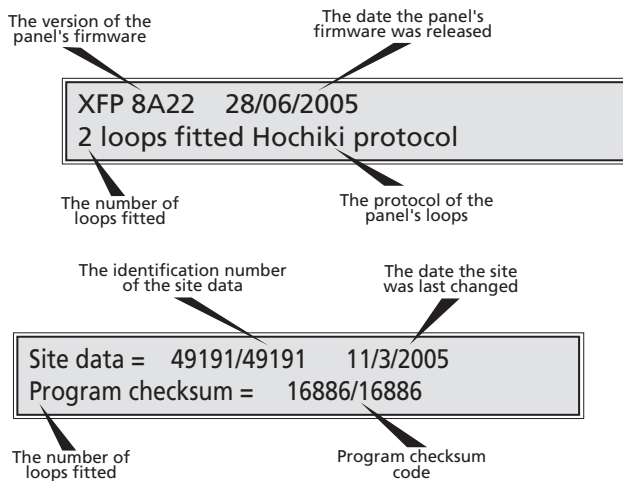 The version of the
panel's firmware
The date the panel's
firmware was released
XFP 8A22 28/06/2005
2 loops fitted Hochiki protocol
The number of
loops fitted
The protocol of the
panel's loops
The identification number
of the site data
The date the site
was last changed
Site data = 49191/49191 11/3/2005
Program checksum = 16886/16886
The number of
loops fitted
Program checksum
code